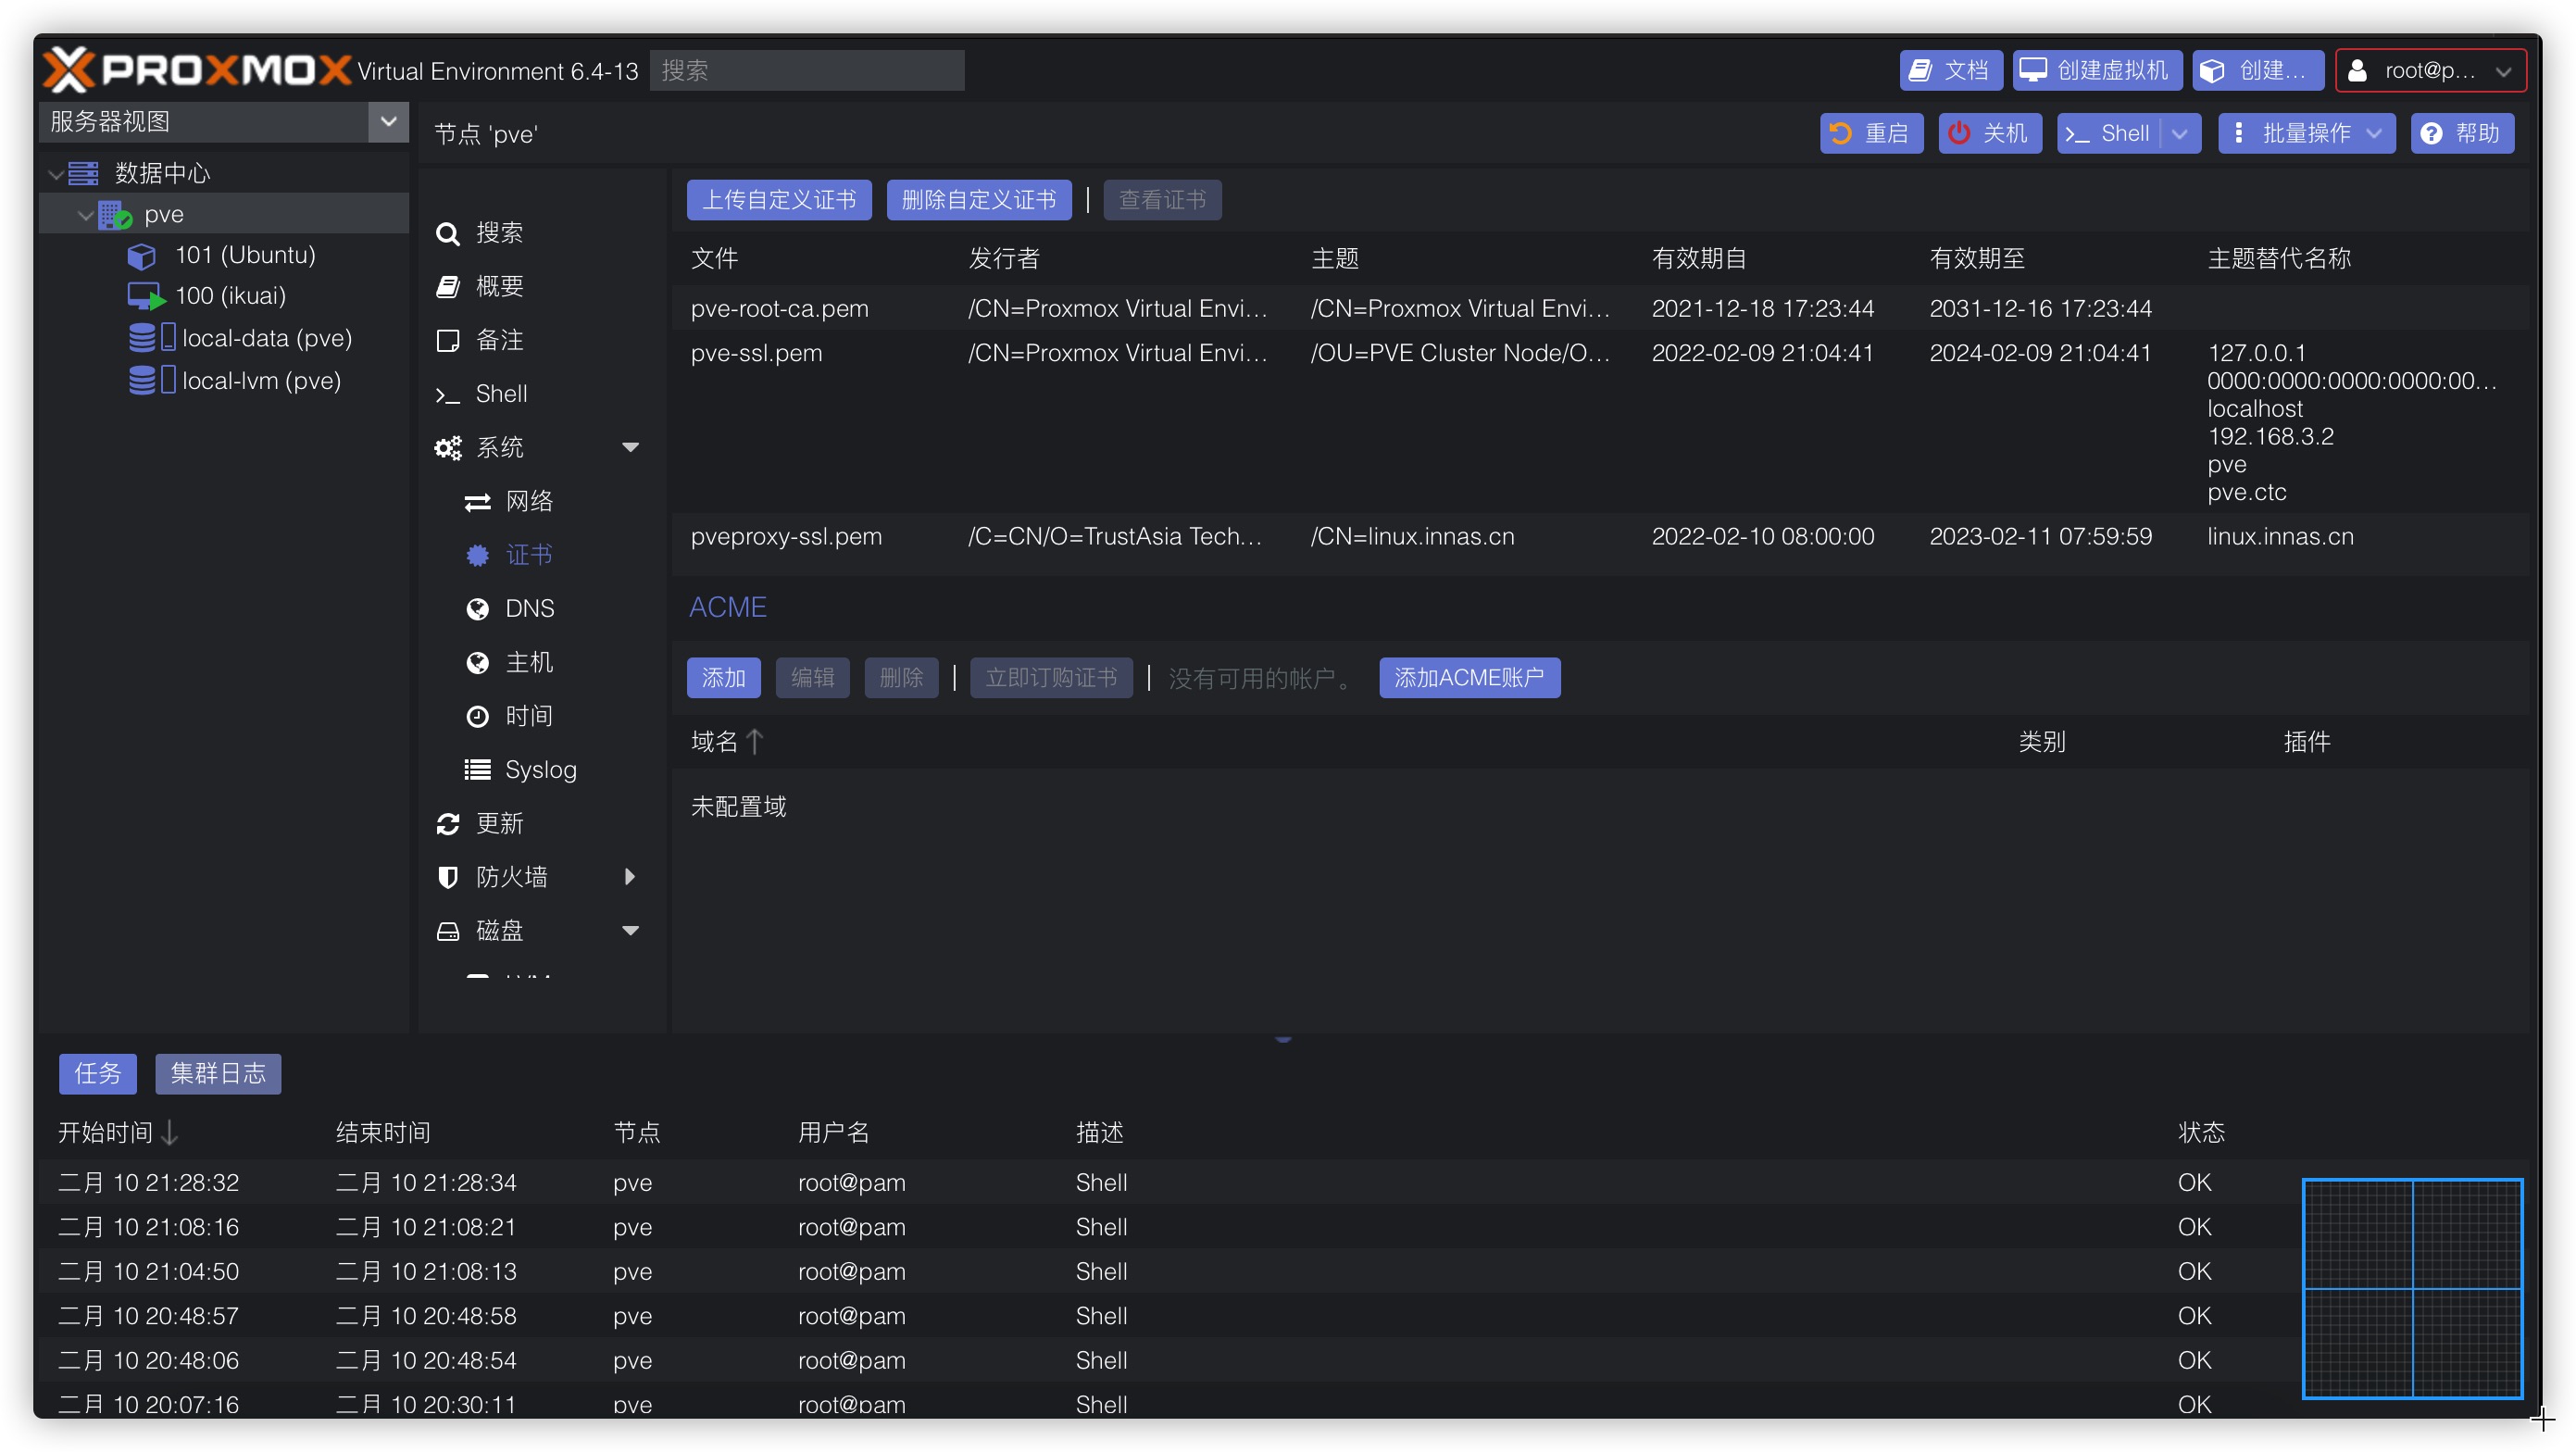 PROXMOX Virtual Environment 6.4-13 搜索 文档 创建虚拟机 创建... root@p...
服务器视图
数据中心
pve
101 (Ubuntu)
100 (ikuai)
local-data (pve)
local-lvm (pve)
节点 'pve' 重启 关机 Shell 批量操作 帮助
搜索
概要
备注
Shell
系统
网络
证书
DNS
主机
时间
Syslog
更新
防火墙
磁盘
上传自定义证书 删除自定义证书 查看证书
文件 发行者 主题 有效期自 有效期至 主题替代名称
pve-root-ca.pem /CN=Proxmox Virtual Envi... /CN=Proxmox Virtual Envi... 2021-12-18 17:23:44 2031-12-16 17:23:44
pve-ssl.pem /CN=Proxmox Virtual Envi... /OU=PVE Cluster Node/O... 2022-02-09 21:04:41 2024-02-09 21:04:41 127.0.0.1
0000:0000:0000:0000:00...
localhost
192.168.3.2
pve
pve.ctc
pveproxy-ssl.pem /C=CN/O=TrustAsia Tech... /CN=linux.innas.cn 2022-02-10 08:00:00 2023-02-11 07:59:59 linux.innas.cn
ACME
添加 编辑 删除 立即订购证书 没有可用的帐户。 添加ACME账户
域名 类别 插件
未配置域
任务 集群日志
开始时间 结束时间 节点 用户名 描述 状态
二月 10 21:28:32 二月 10 21:28:34 pve root@pam Shell OK
二月 10 21:08:16 二月 10 21:08:21 pve root@pam Shell OK
二月 10 21:04:50 二月 10 21:08:13 pve root@pam Shell OK
二月 10 20:48:57 二月 10 20:48:58 pve root@pam Shell OK
二月 10 20:48:06 二月 10 20:48:54 pve root@pam Shell OK
二月 10 20:07:16 二月 10 20:30:11 pve root@pam Shell OK